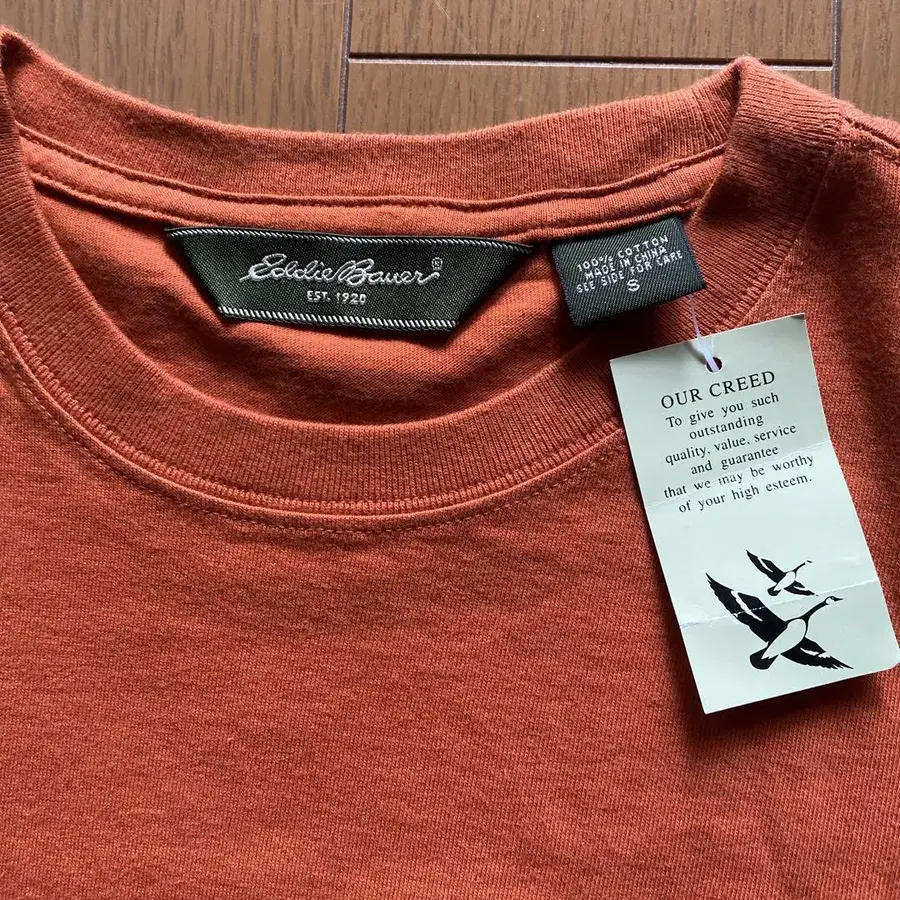 Eddie Bauer®
EST. 1920
100% COTTON
MADE IN CHINA
SEE SIDE FOR CARE
S
OUR CREED
To give you such
outstanding
quality, value, service
and guarantee
that we may be worthy
of your high esteem.